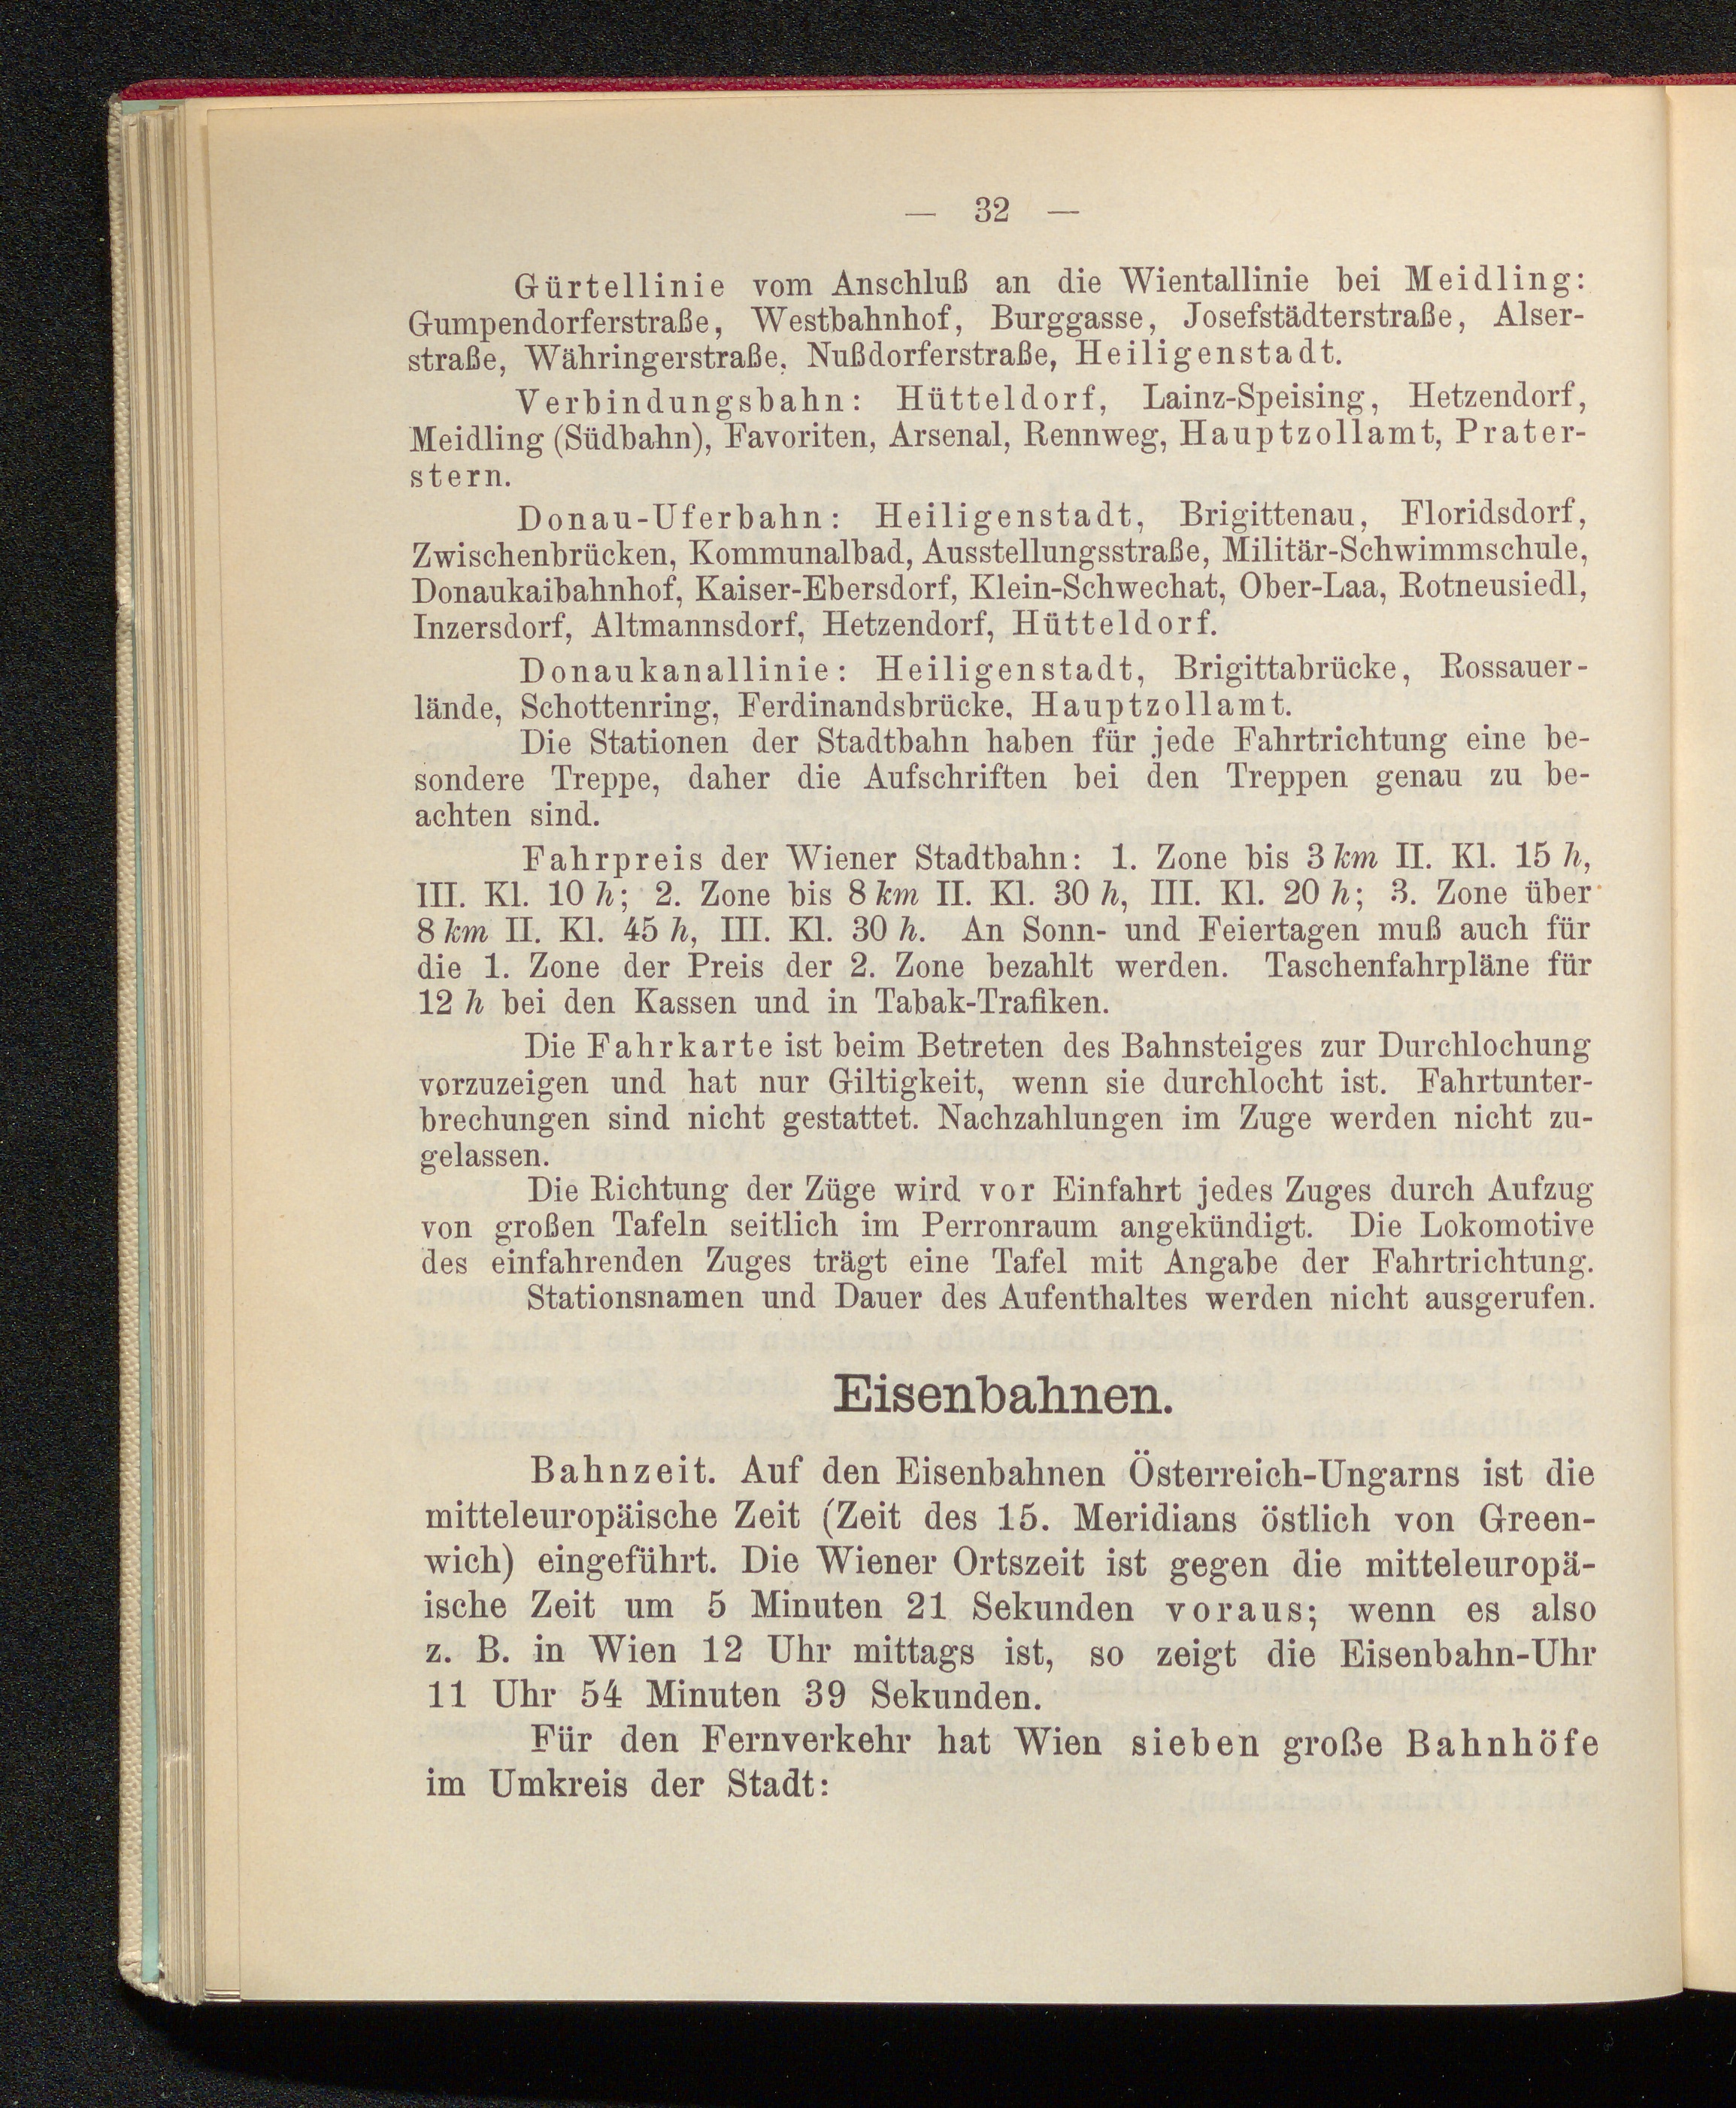 — 32 —
Gürtellinie vom Anschluß an die Wientallinie bei Meidling:
Gumpendorferstraße, Westbahnhof, Burggasse, Josefstädterstraße, Alser-
straße, Währingerstraße, Nußdorferstraße, Heiligenstadt.
Verbindungsbahn: Hütteldorf, Lainz-Speising, Hetzendorf,
Meidling (Südbahn), Favoriten, Arsenal, Rennweg, Hauptzollamt, Prater-
stern.
Donau-Uferbahn: Heiligenstadt, Brigittenau, Floridsdorf,
Zwischenbrücken, Kommunalbad, Ausstellungsstraße, Militär-Schwimmschule,
Donaukaibahnhof, Kaiser-Ebersdorf, Klein-Schwechat, Ober-Laa, Rotneusiedl,
Inzersdorf, Altmannsdorf, Hetzendorf, Hütteldorf.
Donaukanallinie: Heiligenstadt, Brigittabrücke, Rossauer-
lände, Schottenring, Ferdinandsbrücke, Hauptzollamt.
Die Stationen der Stadtbahn haben für jede Fahrtrichtung eine be-
sondere Treppe, daher die Aufschriften bei den Treppen genau zu be-
achten sind.
Fahrpreis der Wiener Stadtbahn: 1. Zone bis 3 km II. Kl. 15 h,
III. Kl. 10 h; 2. Zone bis 8 km II. Kl. 30 h, III. Kl. 20 h; 3. Zone über
8 km II. Kl. 45 h, III. Kl. 30 h. An Sonn- und Feiertagen muß auch für
die 1. Zone der Preis der 2. Zone bezahlt werden. Taschenfahrpläne für
12 h bei den Kassen und in Tabak-Trafiken.
Die Fahrkarte ist beim Betreten des Bahnsteiges zur Durchlochung
vorzuzeigen und hat nur Giltigkeit, wenn sie durchlocht ist. Fahrtunter-
brechungen sind nicht gestattet. Nachzahlungen im Zuge werden nicht zu-
gelassen.
Die Richtung der Züge wird vor Einfahrt jedes Zuges durch Aufzug
von großen Tafeln seitlich im Perronraum angekündigt. Die Lokomotive
des einfahrenden Zuges trägt eine Tafel mit Angabe der Fahrtrichtung.
Stationsnamen und Dauer des Aufenthaltes werden nicht ausgerufen.
Eisenbahnen.
Bahnzeit. Auf den Eisenbahnen Österreich-Ungarns ist die
mitteleuropäische Zeit (Zeit des 15. Meridians östlich von Green-
wich) eingeführt. Die Wiener Ortszeit ist gegen die mitteleuropä-
ische Zeit um 5 Minuten 21 Sekunden voraus; wenn es also
z. B. in Wien 12 Uhr mittags ist, so zeigt die Eisenbahn-Uhr
11 Uhr 54 Minuten 39 Sekunden.
Für den Fernverkehr hat Wien sieben große Bahnhöfe
im Umkreis der Stadt: